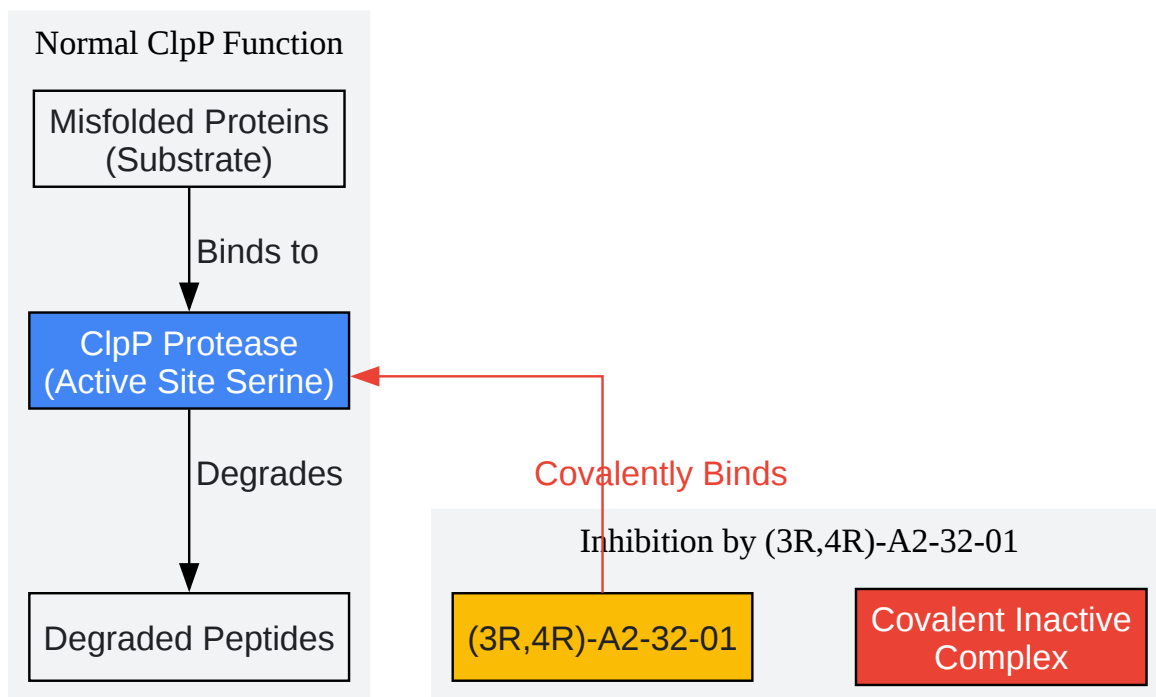 Normal ClpP Function
Misfolded Proteins
(Substrate)
Binds to
ClpP Protease
(Active Site Serine)
Degrades
Degraded Peptides
Covalently Binds
Inhibition by (3R,4R)-A2-32-01
(3R,4R)-A2-32-01
Covalent Inactive
Complex